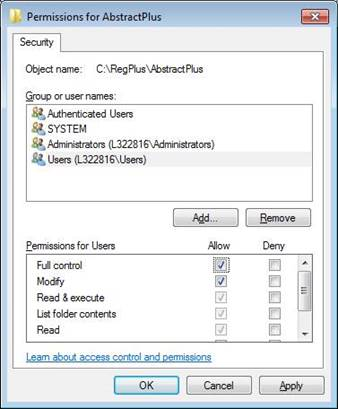 Permissions for AbstractPlus
Security
Object name: C:\RegPlus\AbstractPlus
Group or user names:
Authenticated Users
SYSTEM
Administrators (L322816\Administrators)
Users (L322816\Users)
Add... Remove
Permissions for Users Allow Deny
Full control
Modify
Read & execute
List folder contents
Read
Learn about access control and permissions
OK Cancel Apply